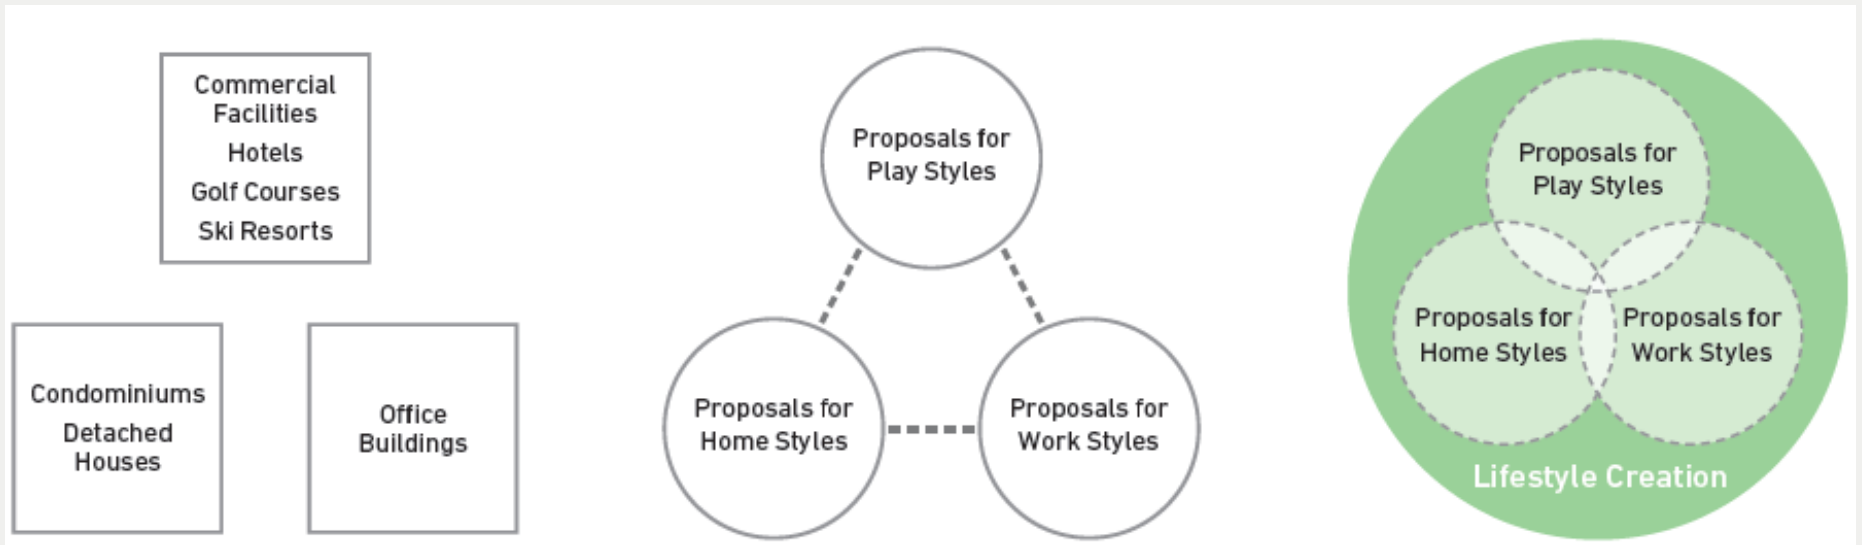 Commercial
Facilities
Hotels
Golf Courses
Ski Resorts
Condominiums
Detached
Houses
Office
Buildings
Proposals for
Play Styles
Proposals for
Home Styles
Proposals for
Work Styles
Proposals for
Play Styles
Proposals for
Home Styles
Proposals for
Work Styles
Lifestyle Creation